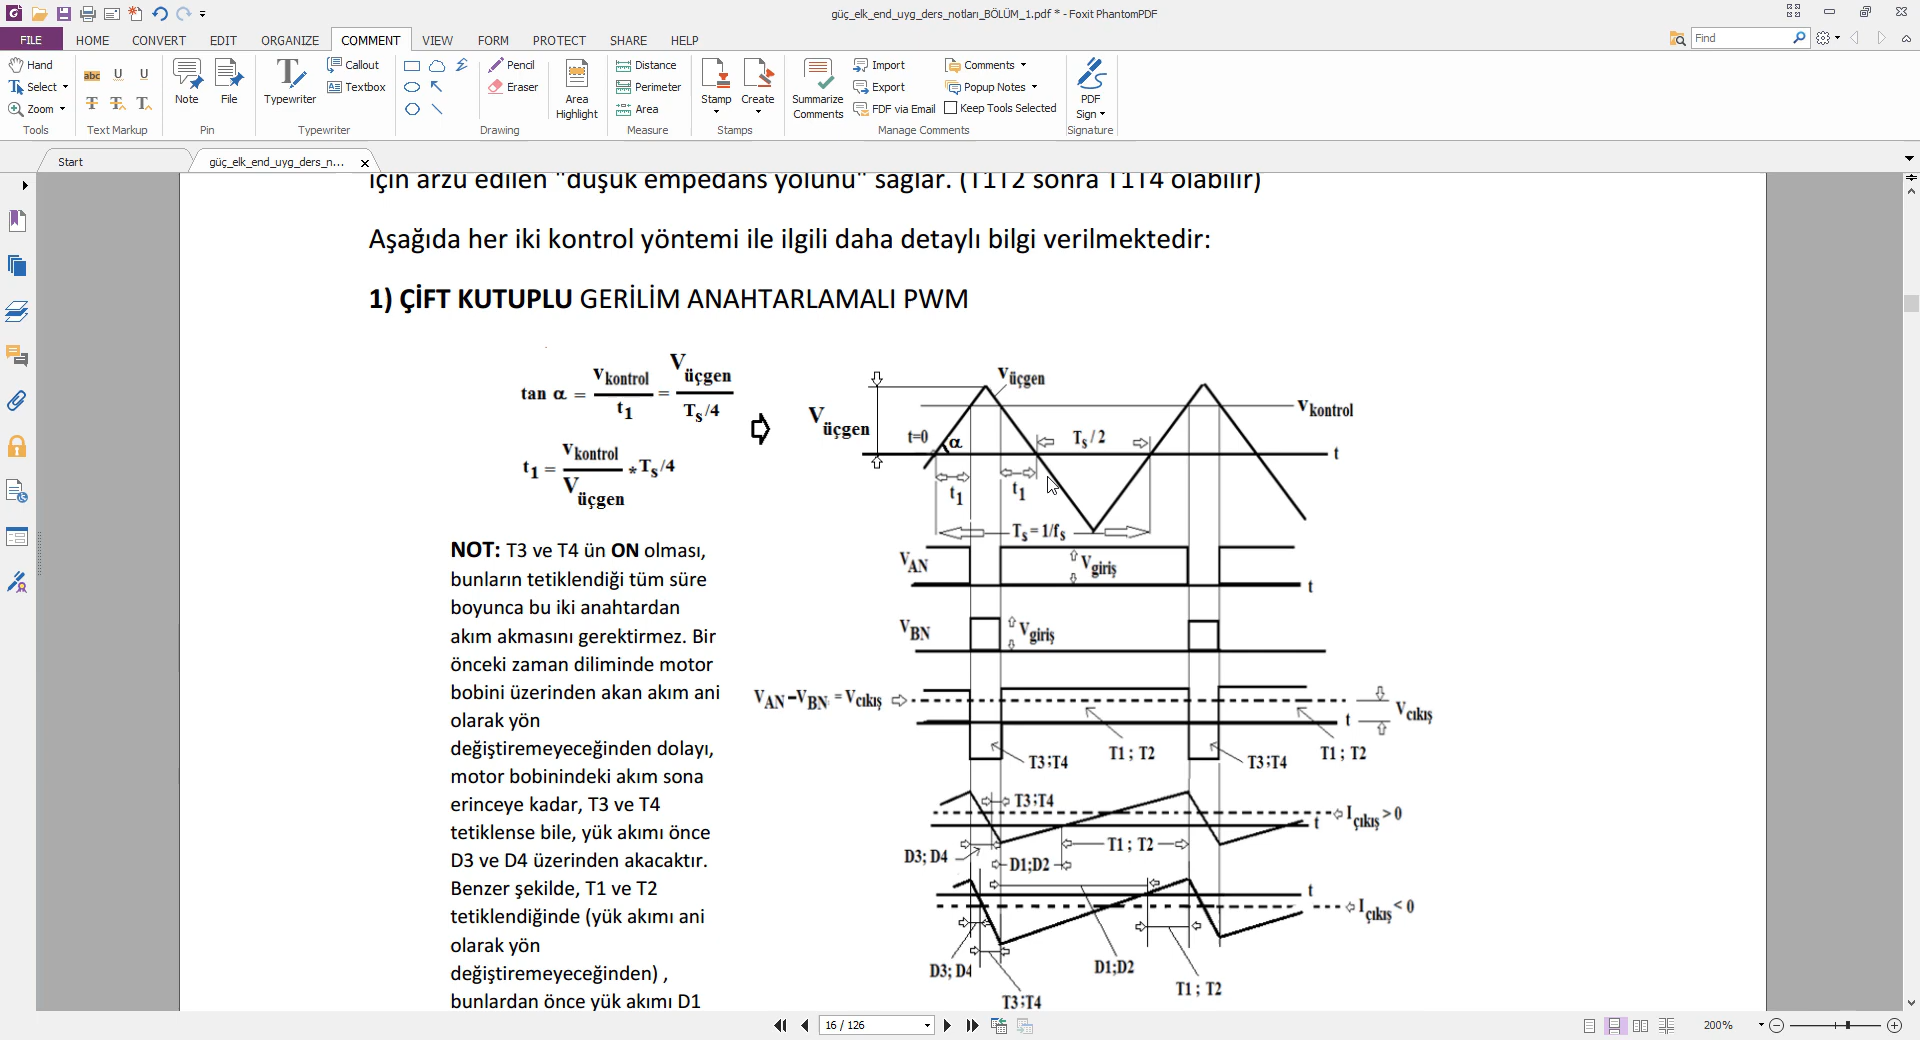 güç_elk_end_uyg_ders_notları_BÖLÜM_1.pdf * - Foxit PhantomPDF
FILE HOME CONVERT EDIT ORGANIZE COMMENT VIEW FORM PROTECT SHARE HELP
Find
Hand
Select
Zoom
Tools
abc U U
T T T
Text Markup
Note
File
Pin
Typewriter
Callout
Textbox
Typewriter
Pencil
Eraser
Drawing
Area
Highlight
Distance
Perimeter
Area
Measure
Stamp
Create
Stamps
Summarize
Comments
Import
Export
FDF via Email
Comments
Popup Notes
Keep Tools Selected
Manage Comments
PDF
Sign
Signature
Start
güç_elk_end_uyg_ders_n...
için arzu edilen "düşük empedans yolunu" sağlar. (T1T2 sonra T1T4 olabilir)
Aşağıda her iki kontrol yöntemi ile ilgili daha detaylı bilgi verilmektedir:
1) ÇİFT KUTUPLU GERİLİM ANAHTARLAMALI PWM
tan α = Vkontrol / t1 = Vüçgen / Ts/4
t1 = Vkontrol / Vüçgen * Ts/4
NOT: T3 ve T4 ün ON olması,
bunların tetiklendiği tüm süre
boyunca bu iki anahtardan
akım akmasını gerektirmez. Bir
önceki zaman diliminde motor
bobini üzerinden akan akım ani
olarak yön
değiştiremeyeceğinden dolayı,
motor bobinindeki akım sona
erinceye kadar, T3 ve T4
tetiklense bile, yük akımı önce
D3 ve D4 üzerinden akacaktır.
Benzer şekilde, T1 ve T2
tetiklendiğinde (yük akımı ani
olarak yön
değiştiremeyeceğinden) ,
bunlardan önce yük akımı D1
Vüçgen
Vkontrol
Vüçgen
t=0 α Ts/2 t
t1 t1
Ts=1/fs
VAN Vgiriş t
VBN Vgiriş
VAN-VBN=Vcıkış t Vcıkış
T3;T4 T1;T2 T3;T4 T1;T2
T3;T4 t Içıkış>0
D3;D4 D1;D2 T1;T2
t
Içıkış<0
D3;D4 D1;D2 T1;T2
T3;T4
16 / 126
200%